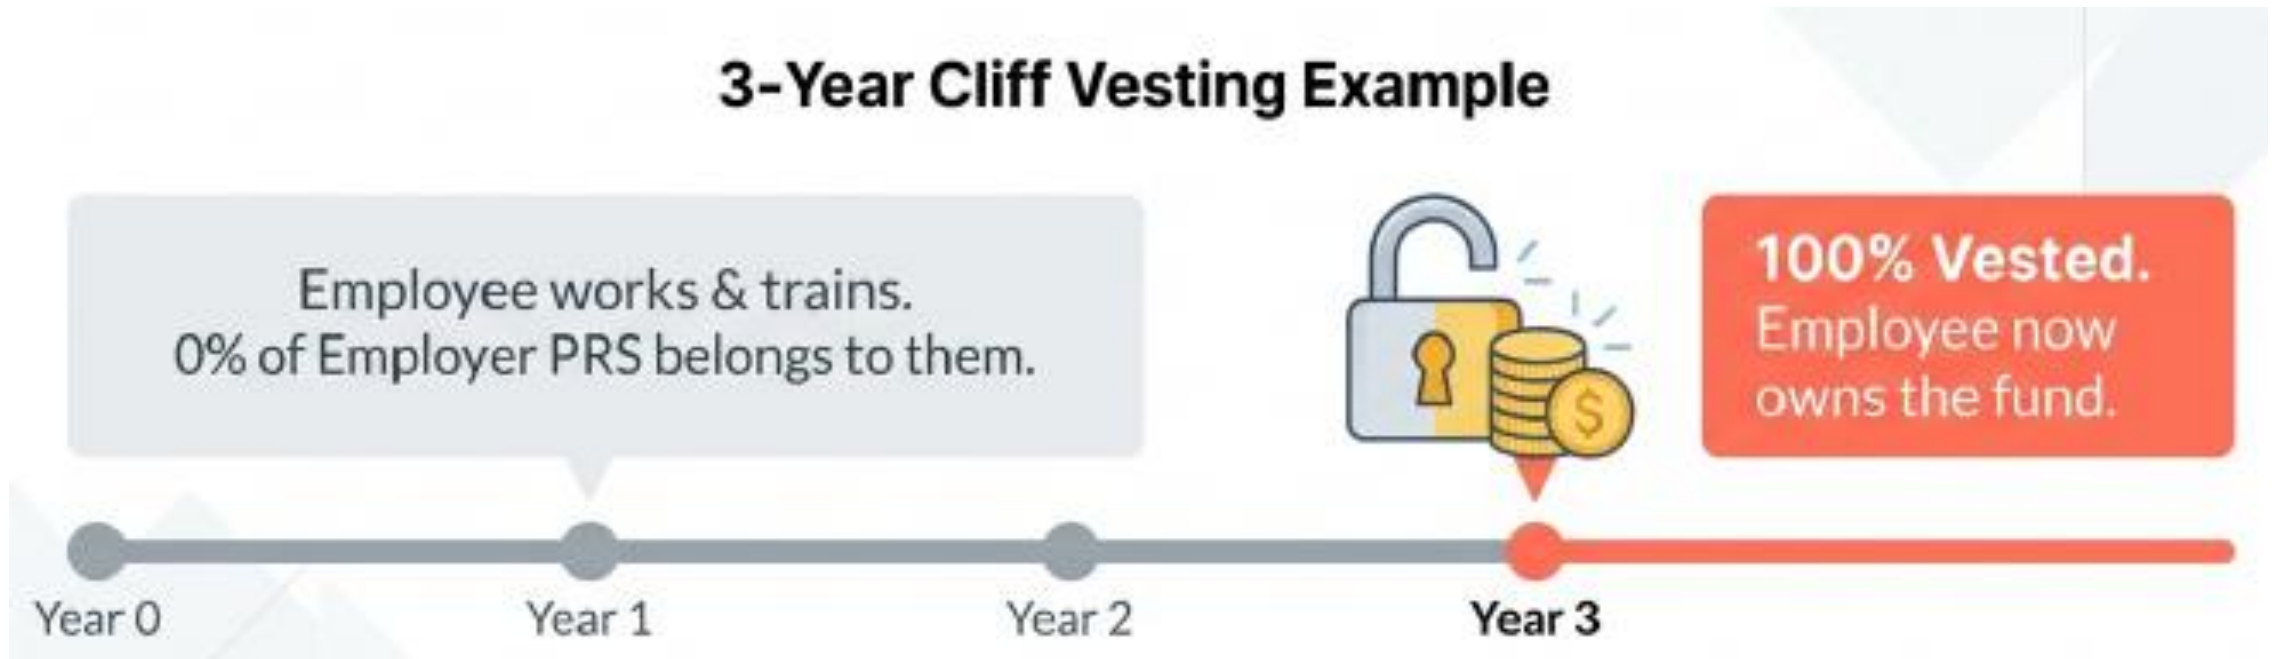 3-Year Cliff Vesting Example
Employee works & trains.
0% of Employer PRS belongs to them.
$
100% Vested.
Employee now
owns the fund.
Year 0
Year 1
Year 2
Year 3